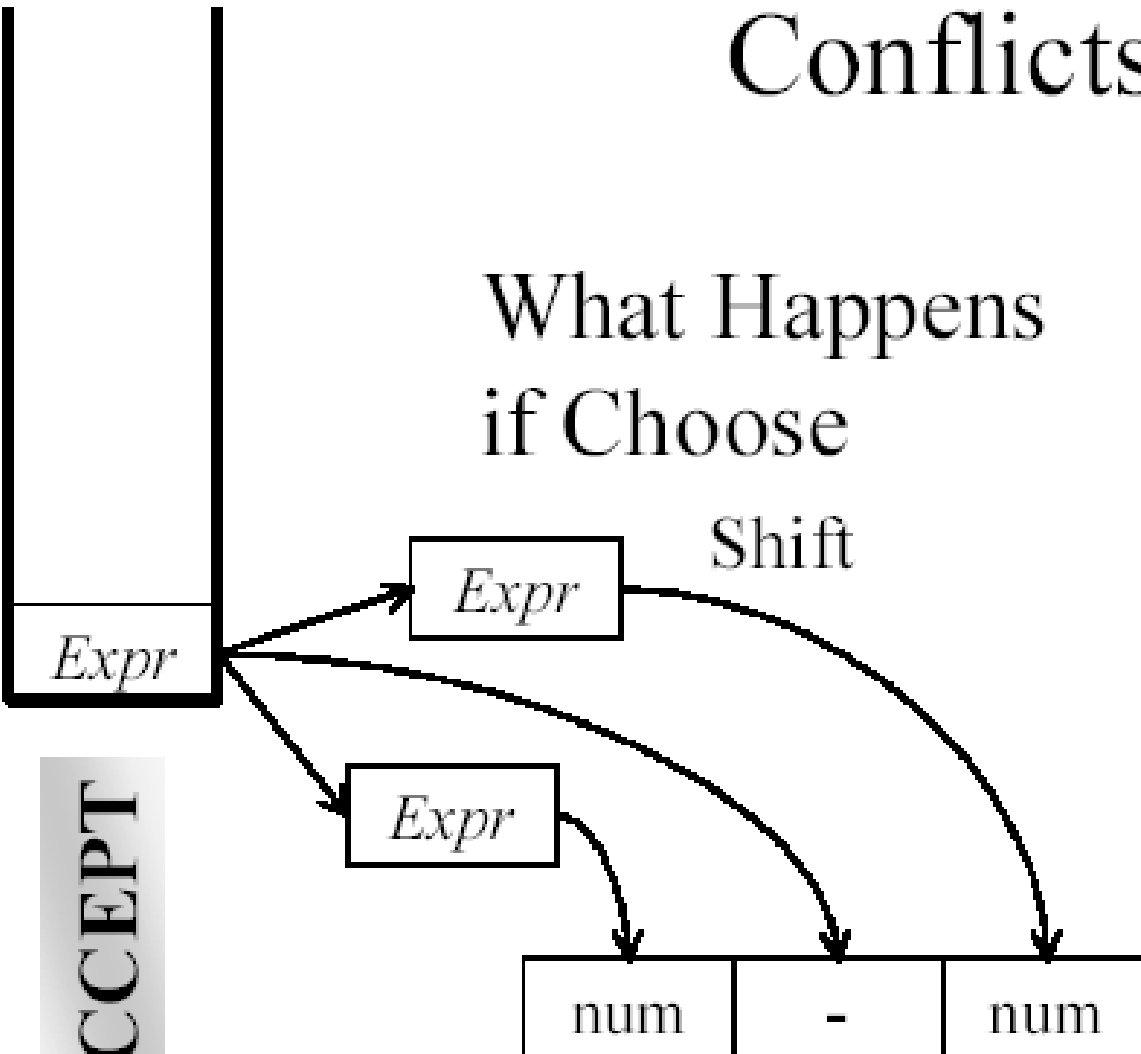 Conflicts
What Happens
if Choose
Shift
Expr
Expr
Expr
CCEPT
num - num